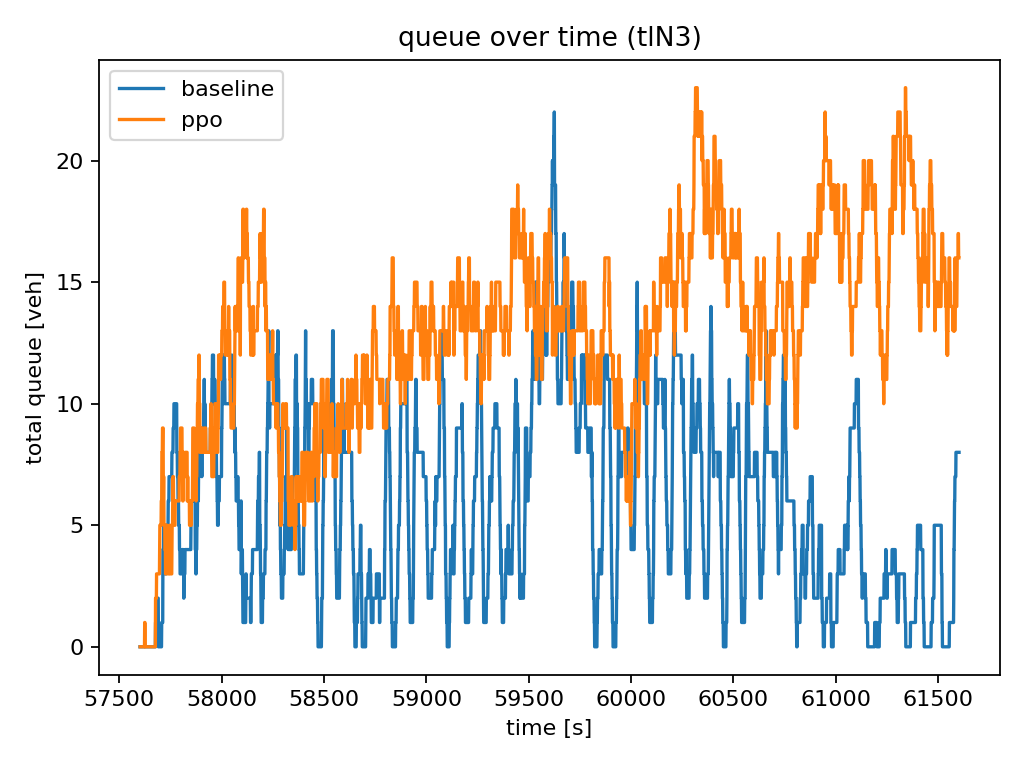 queue over time (tlN3)
baseline
ppo
total queue [veh]
20
15
10
5
0
57500 58000 58500 59000 59500 60000 60500 61000 61500
time [s]